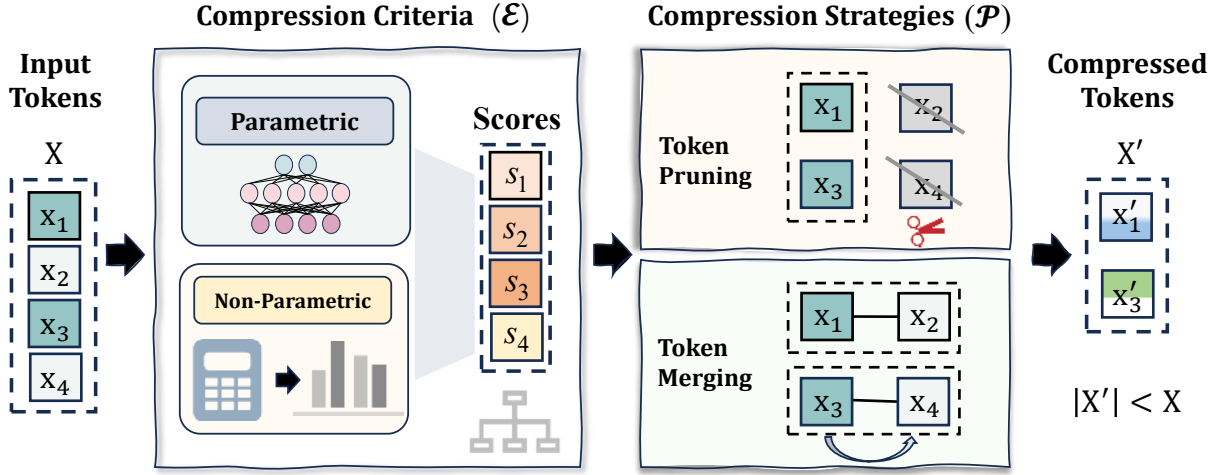 Compression Criteria (ℰ)
Compression Strategies (𝒫)
Input
Tokens
X
x₁
x₂
x₃
x₄
Parametric
Non-Parametric
Scores
s₁
s₂
s₃
s₄
Token
Pruning
x₁
x₂
x₃
x₄
Token
Merging
x₁
x₂
x₃
x₄
Compressed
Tokens
X′
x′₁
x′₃
|X′| < X